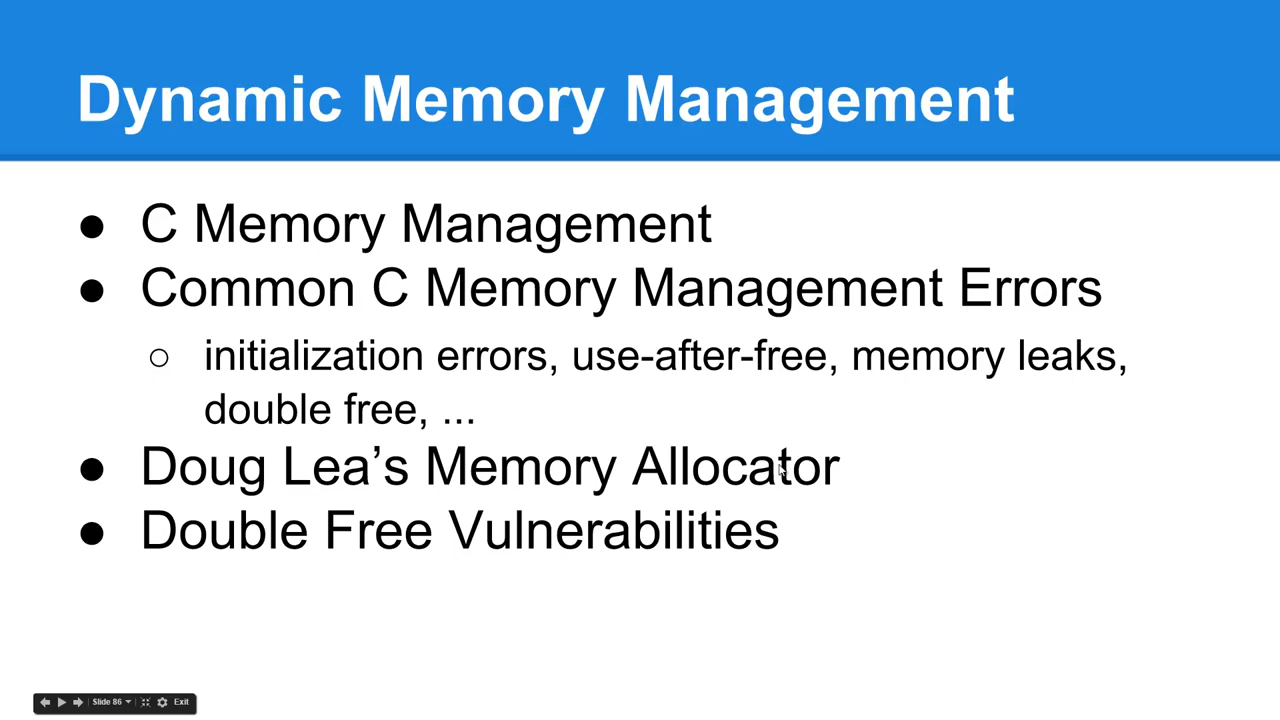 Dynamic Memory Management
● C Memory Management
● Common C Memory Management Errors
○ initialization errors, use-after-free, memory leaks,
double free, ...
● Doug Lea’s Memory Allocator
● Double Free Vulnerabilities
Slide 86 Exit